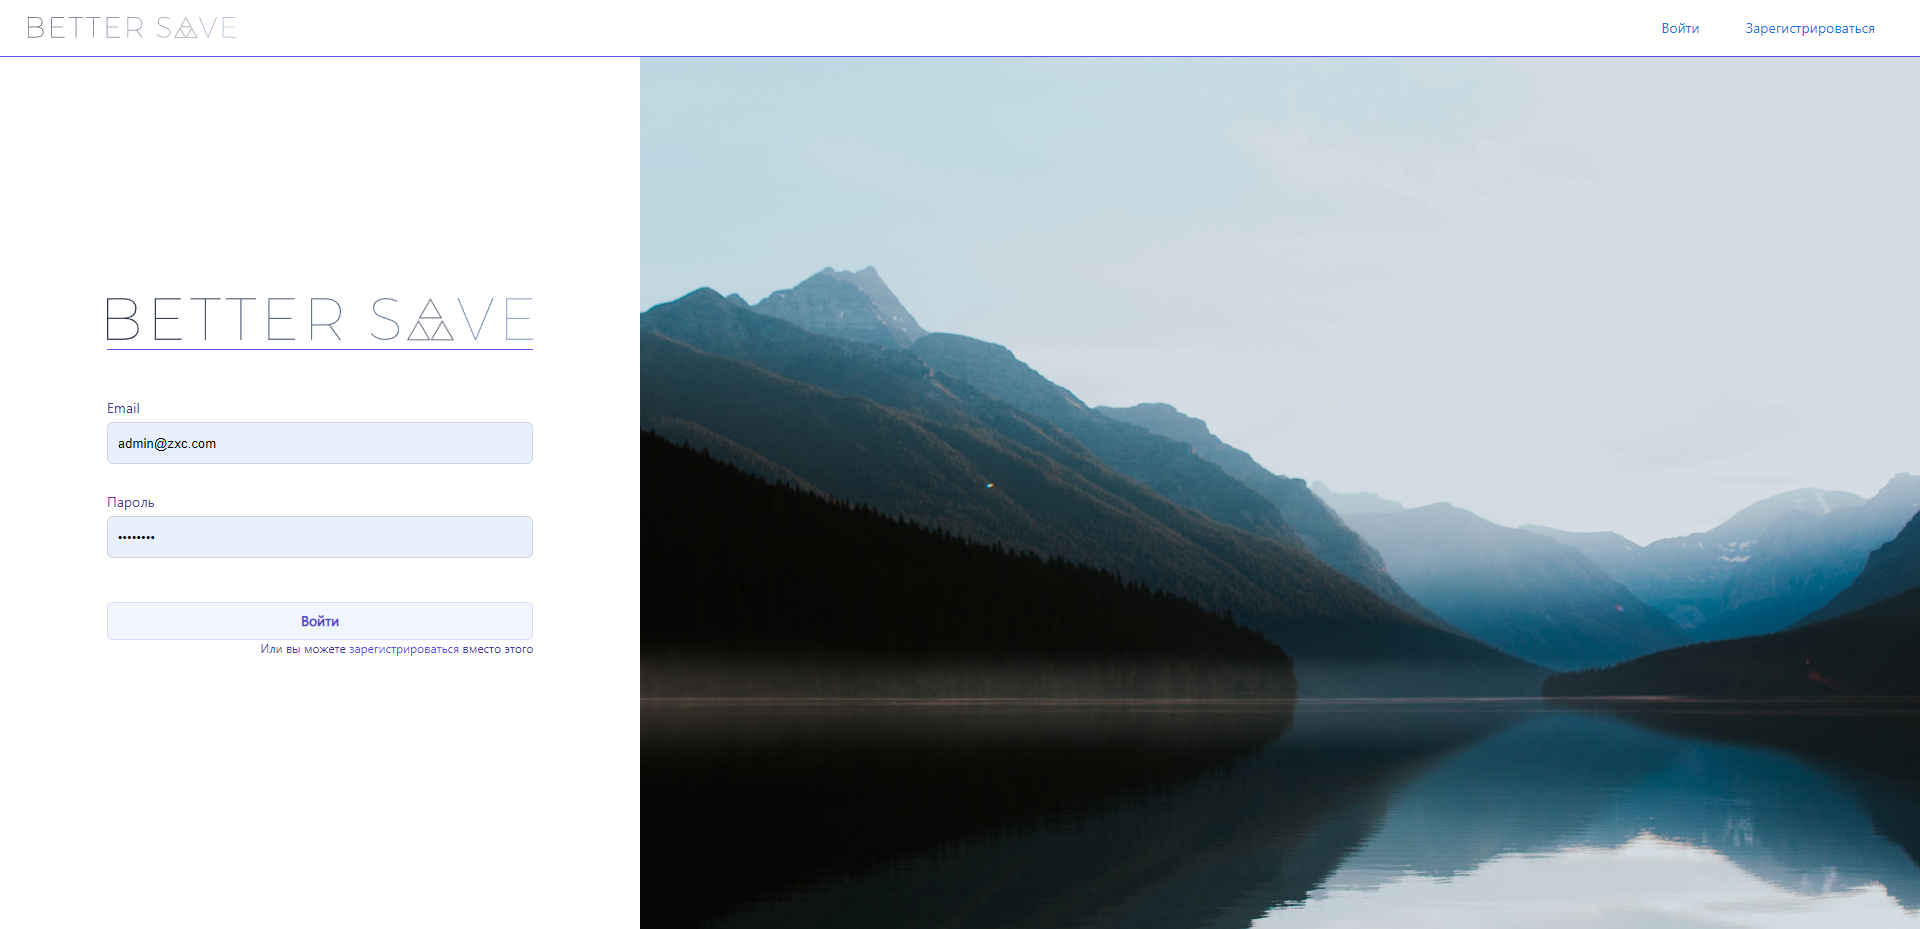 BETTER SAVE
Войти
Зарегистрироваться
BETTER SAVE
Email
admin@zxc.com
Пароль
••••••••
Войти
Или вы можете зарегистрироваться вместо этого